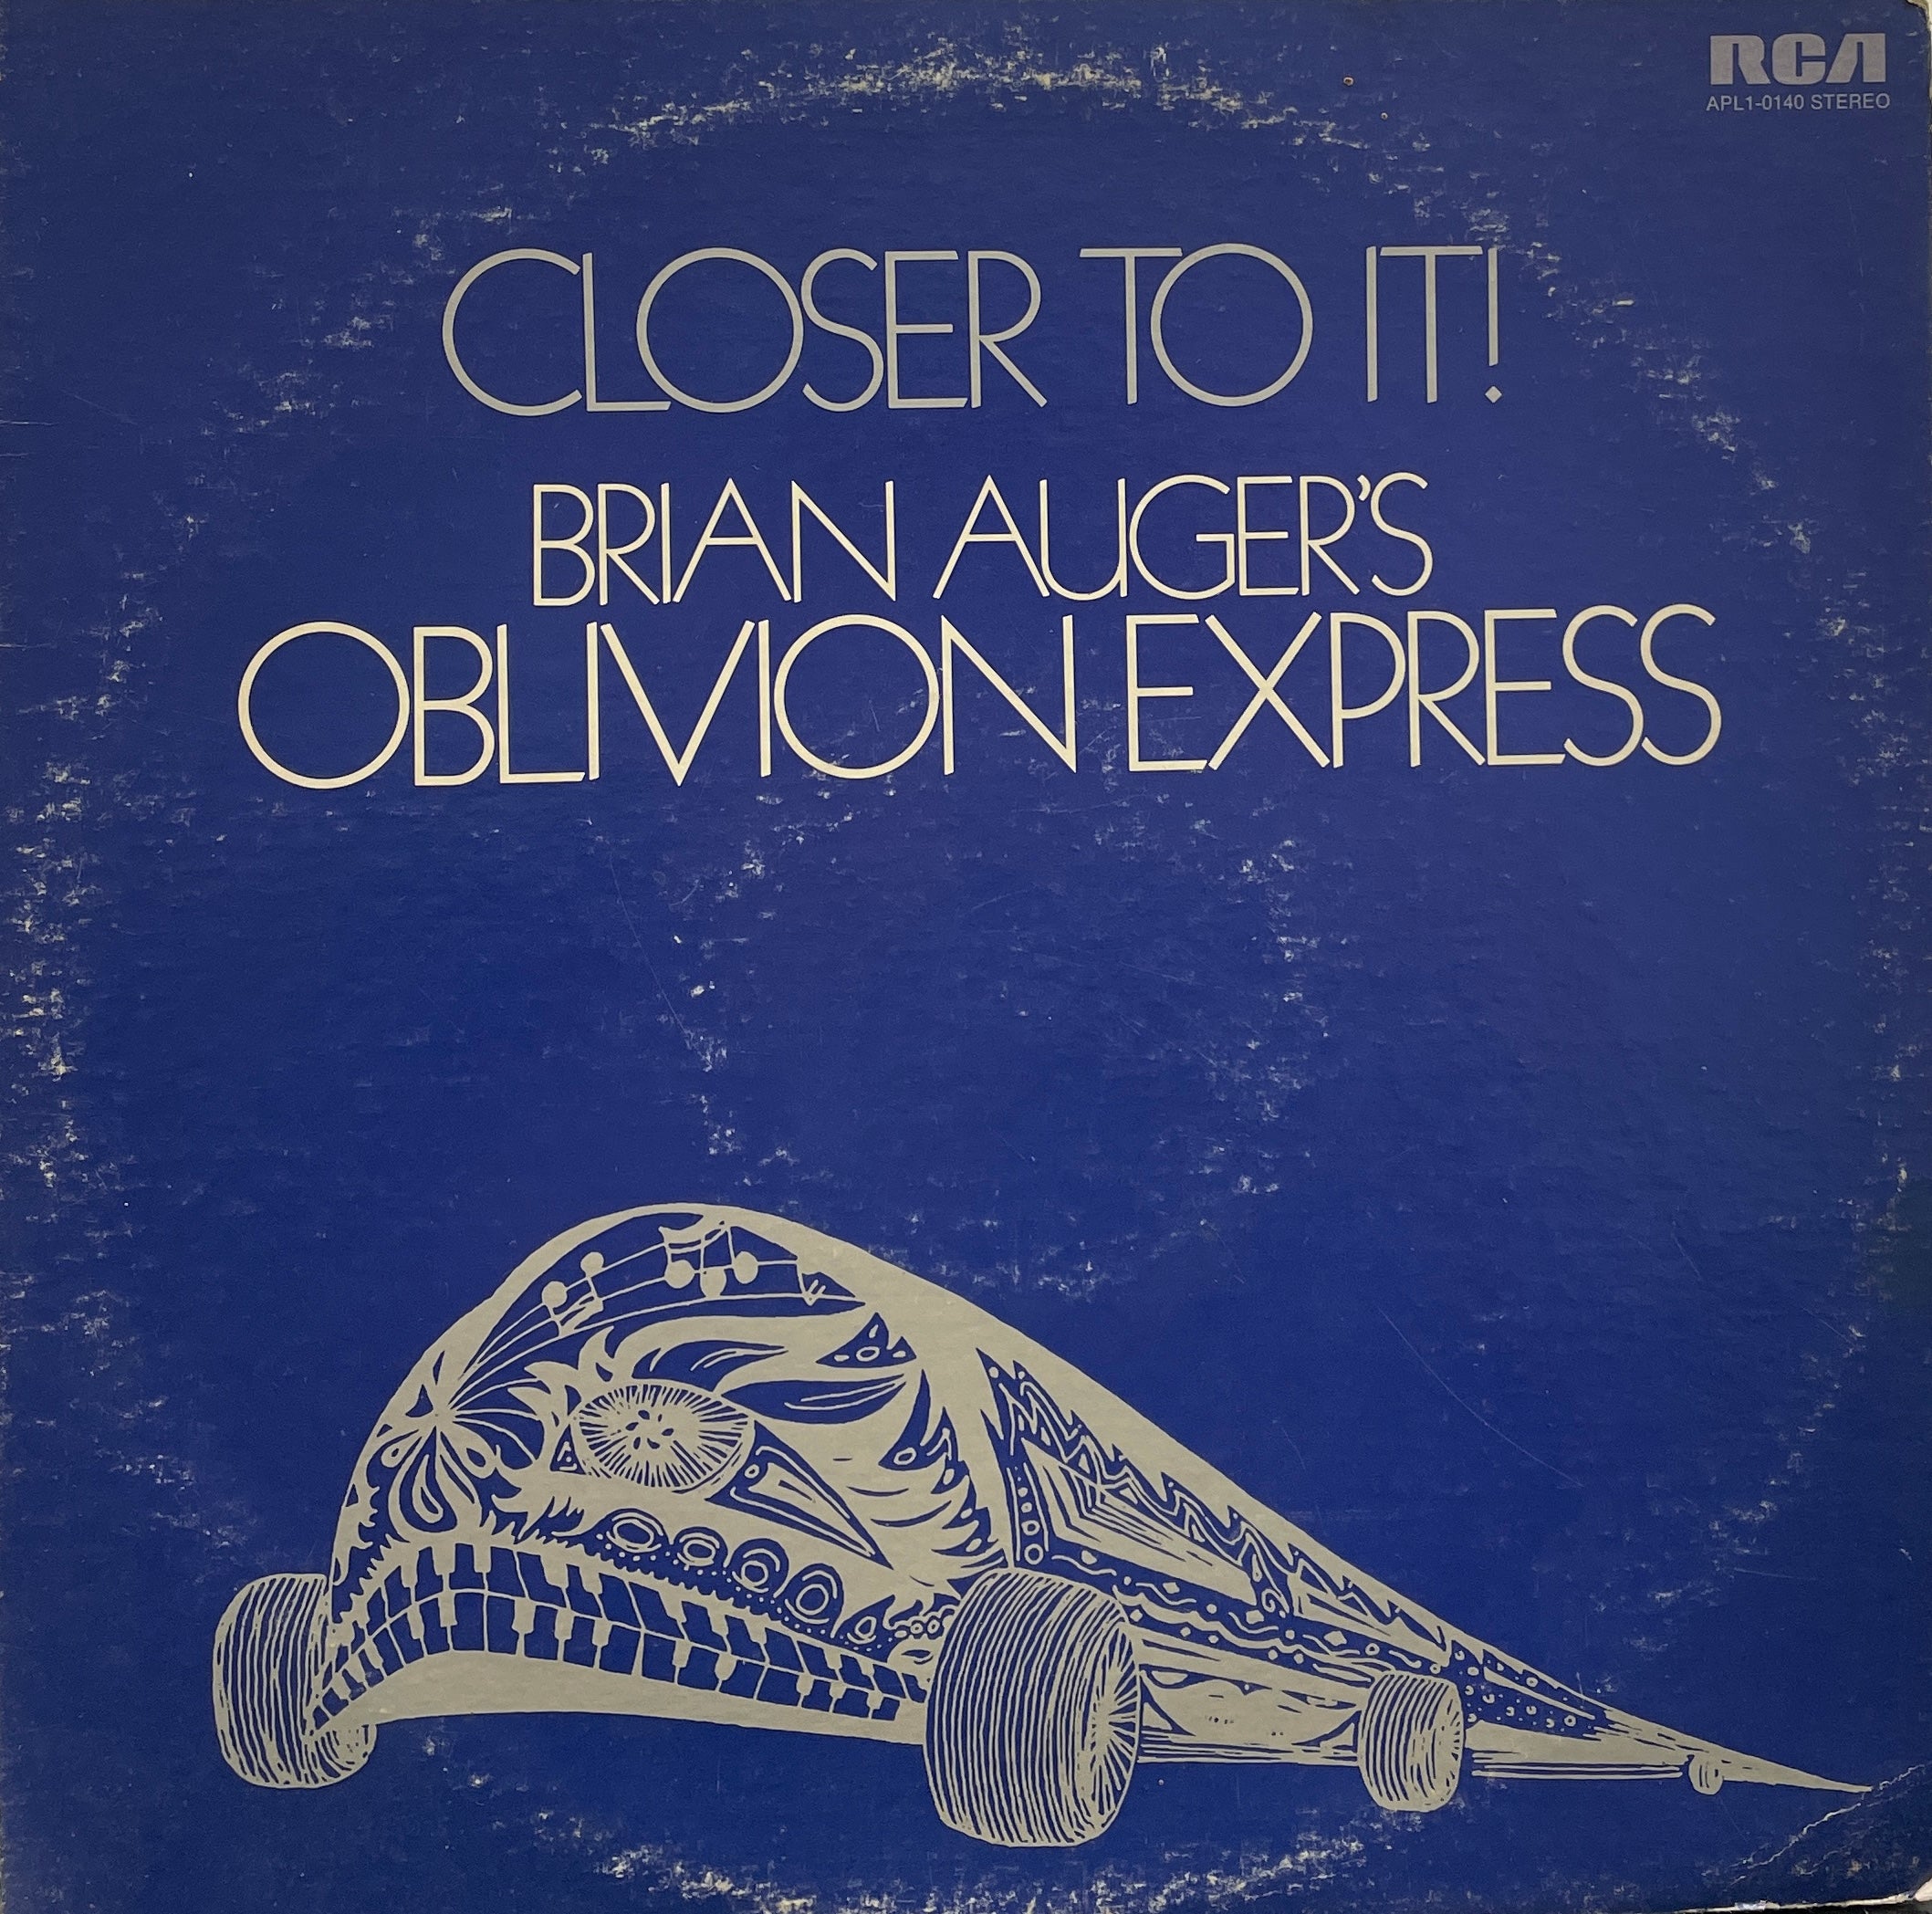 RCA
APL1-0140 STEREO
CLOSER TO IT!
BRIAN AUGER'S
OBLIVION EXPRESS